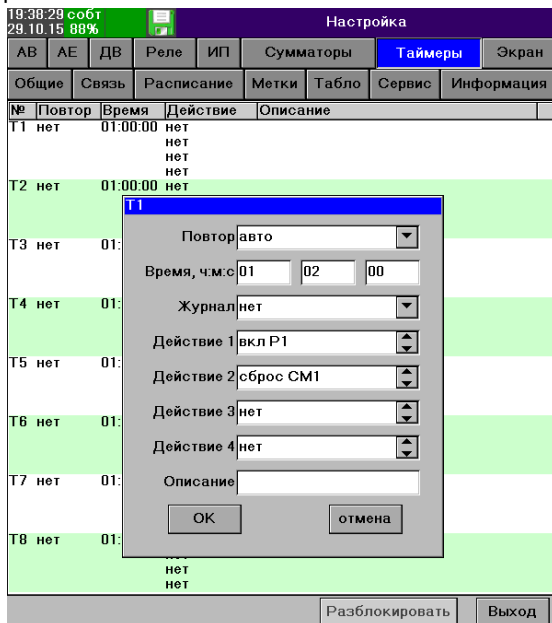 19:38:29 собт
29.10.15 88%
Настройка
АВ АЕ ДВ Реле ИП Сумматоры Таймеры Экран
Общие Связь Расписание Метки Табло Сервис Информация
№ Повтор Время Действие Описание
Т1 нет 01:00:00 нет
нет
нет
нет
Т2 нет 01:00:00 нет
Т3 нет 01:
Т4 нет 01:
Т5 нет 01:
Т6 нет 01:
Т7 нет 01:
Т8 нет 01:
нет
нет
Т1
Повтор авто
Время, ч:м:с 01 02 00
Журнал нет
Действие 1 вкл Р1
Действие 2 сброс СМ1
Действие 3 нет
Действие 4 нет
Описание
OK отмена
Разблокировать Выход